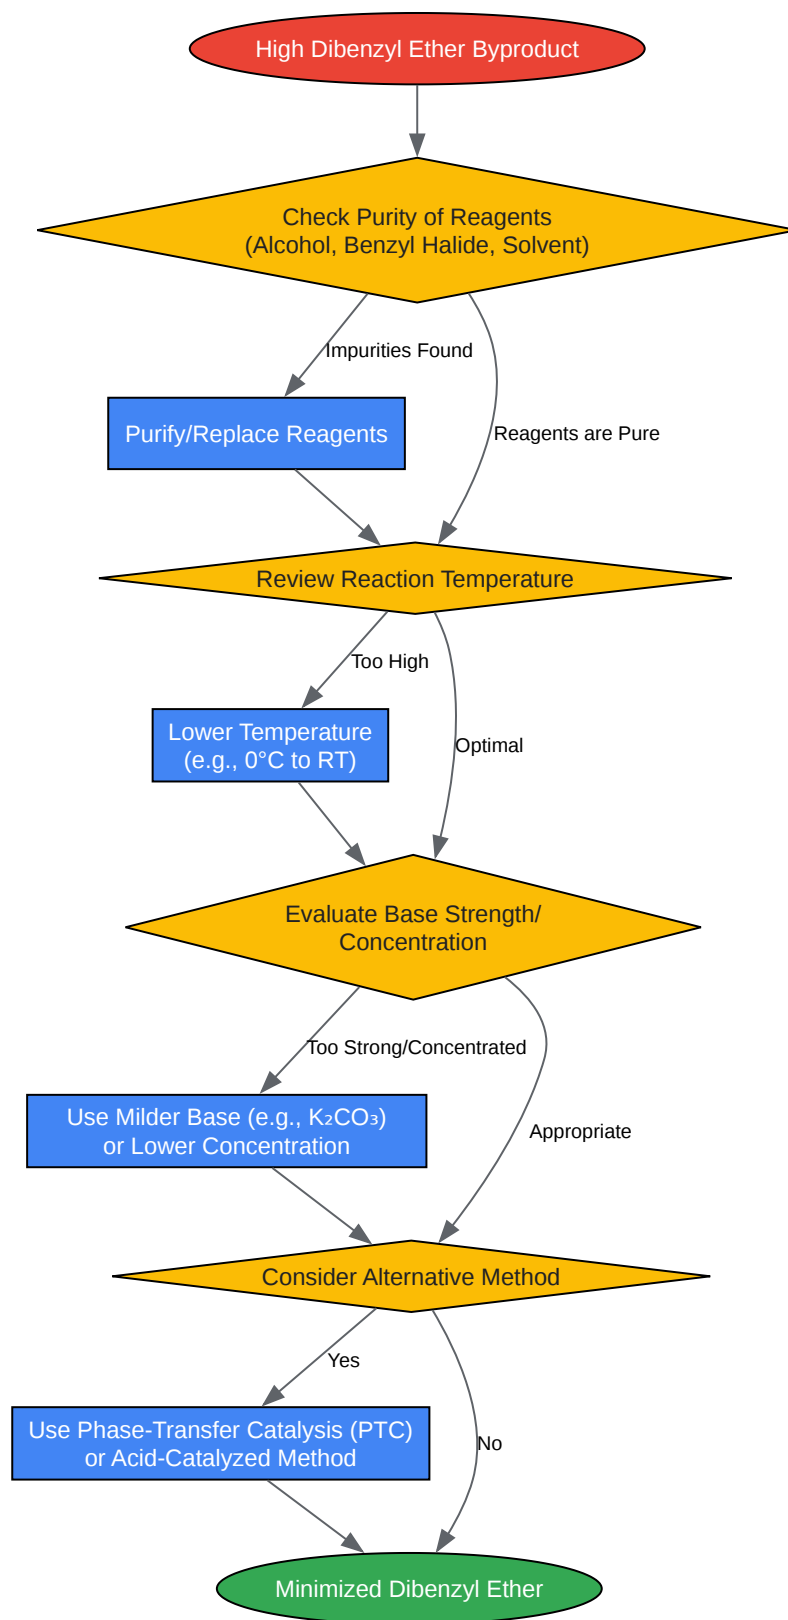 High Dibenzyl Ether Byproduct
Check Purity of Reagents
(Alcohol, Benzyl Halide, Solvent)
Impurities Found
Purify/Replace Reagents
Reagents are Pure
Review Reaction Temperature
Too High
Lower Temperature
(e.g., 0°C to RT)
Optimal
Evaluate Base Strength/
Concentration
Too Strong/Concentrated
Use Milder Base (e.g., K₂CO₃)
or Lower Concentration
Appropriate
Consider Alternative Method
Yes
Use Phase-Transfer Catalysis (PTC)
or Acid-Catalyzed Method
No
Minimized Dibenzyl Ether